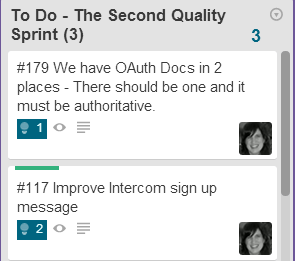 To Do - The Second Quality
Sprint (3)
3
#179 We have OAuth Docs in 2
places - There should be one and it
must be authoritative.
1
#117 Improve Intercom sign up
message
2